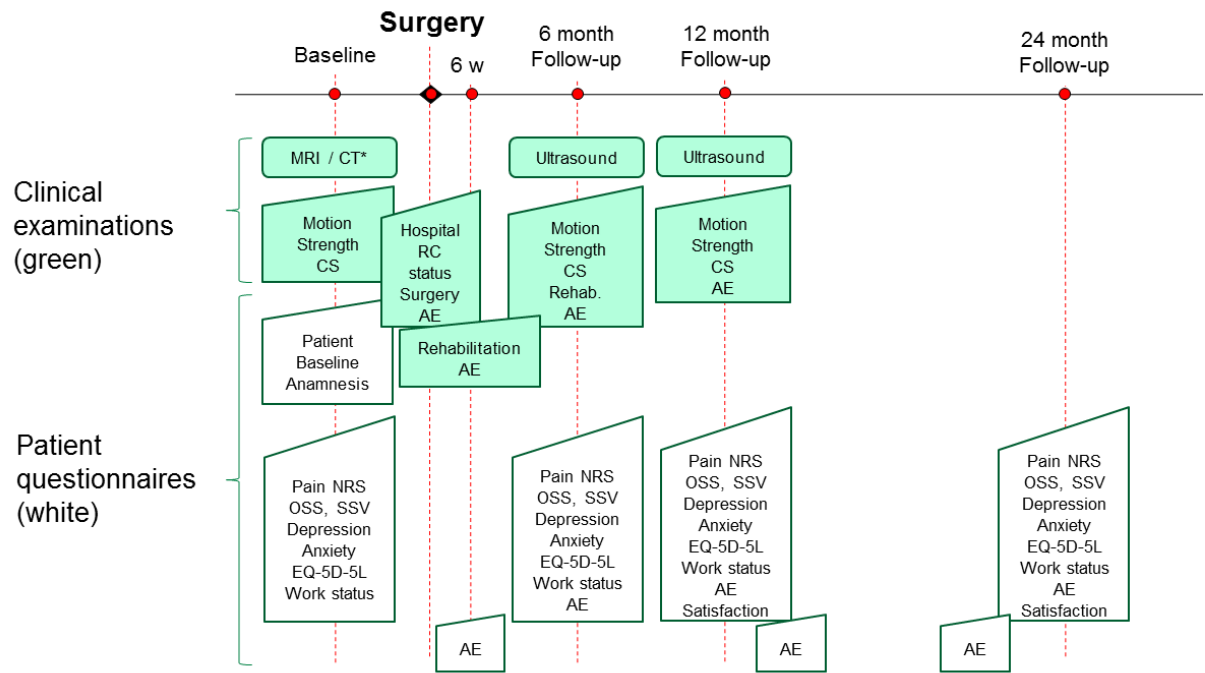 Surgery
Baseline
6 w
6 month
Follow-up
12 month
Follow-up
24 month
Follow-up
Clinical
examinations
(green)
MRI / CT*
Ultrasound
Ultrasound
Motion
Strength
CS
Hospital
RC
status
Surgery
AE
Motion
Strength
CS
Rehab.
AE
Motion
Strength
CS
AE
Rehabilitation
AE
Patient
questionnaires
(white)
Patient
Baseline
Anamnesis
Pain NRS
OSS, SSV
Depression
Anxiety
EQ-5D-5L
Work status
Pain NRS
OSS, SSV
Depression
Anxiety
EQ-5D-5L
Work status
AE
Pain NRS
OSS, SSV
Depression
Anxiety
EQ-5D-5L
Work status
AE
Satisfaction
Pain NRS
OSS, SSV
Depression
Anxiety
EQ-5D-5L
Work status
AE
Satisfaction
AE
AE
AE